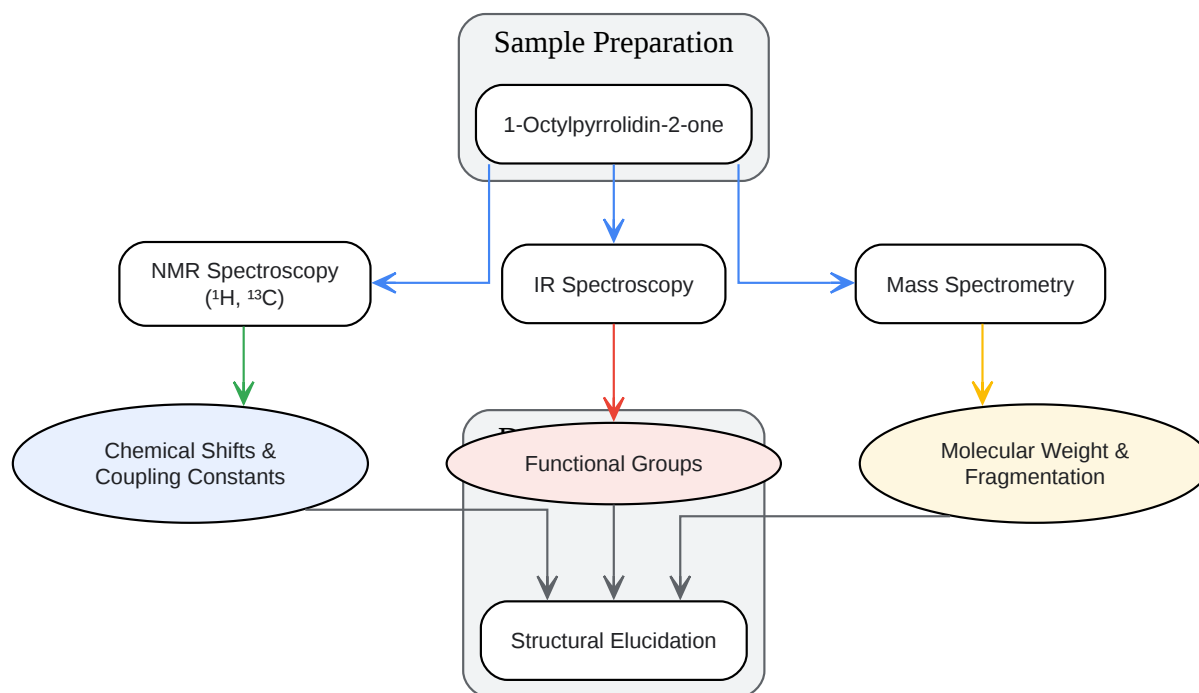 Sample Preparation
1-Octylpyrrolidin-2-one
NMR Spectroscopy
(¹H, ¹³C)
IR Spectroscopy
Mass Spectrometry
Chemical Shifts &
Coupling Constants
Functional Groups
Molecular Weight &
Fragmentation
Structural Elucidation